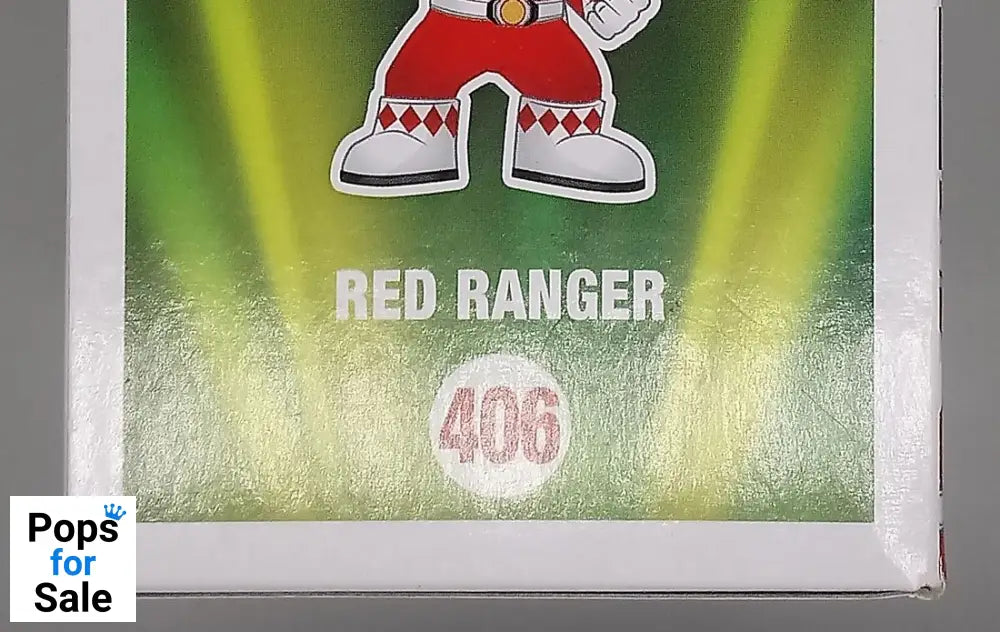 RED RANGER
406
Pops
for
Sale